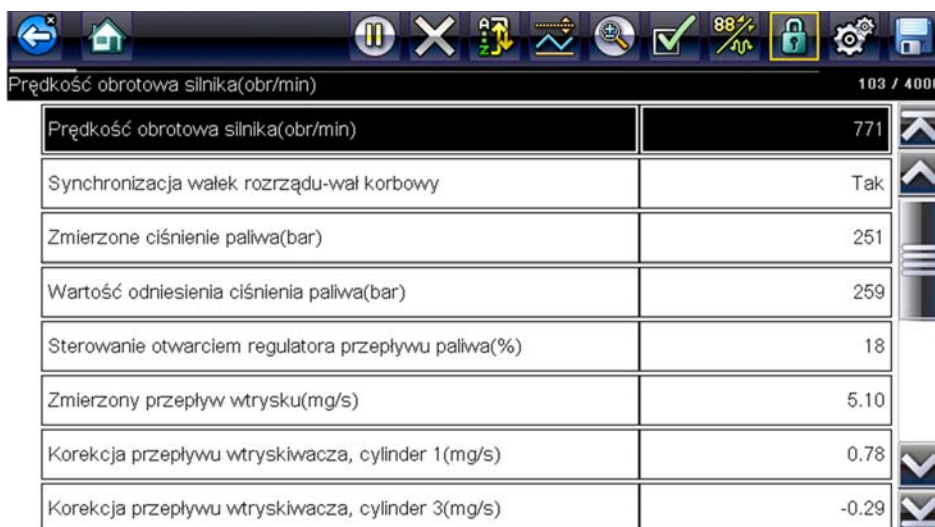 Prędkość obrotowa silnika(obr/min) 103 / 4000
Prędkość obrotowa silnika(obr/min) 771
Synchronizacja wałek rozrządu-wał korbowy Tak
Zmierzone ciśnienie paliwa(bar) 251
Wartość odniesienia ciśnienia paliwa(bar) 259
Sterowanie otwarciem regulatora przepływu paliwa(%) 18
Zmierzony przepływ wtrysku(mg/s) 5.10
Korekcja przepływu wtryskiwacza, cylinder 1(mg/s) 0.78
Korekcja przepływu wtryskiwacza, cylinder 3(mg/s) -0.29